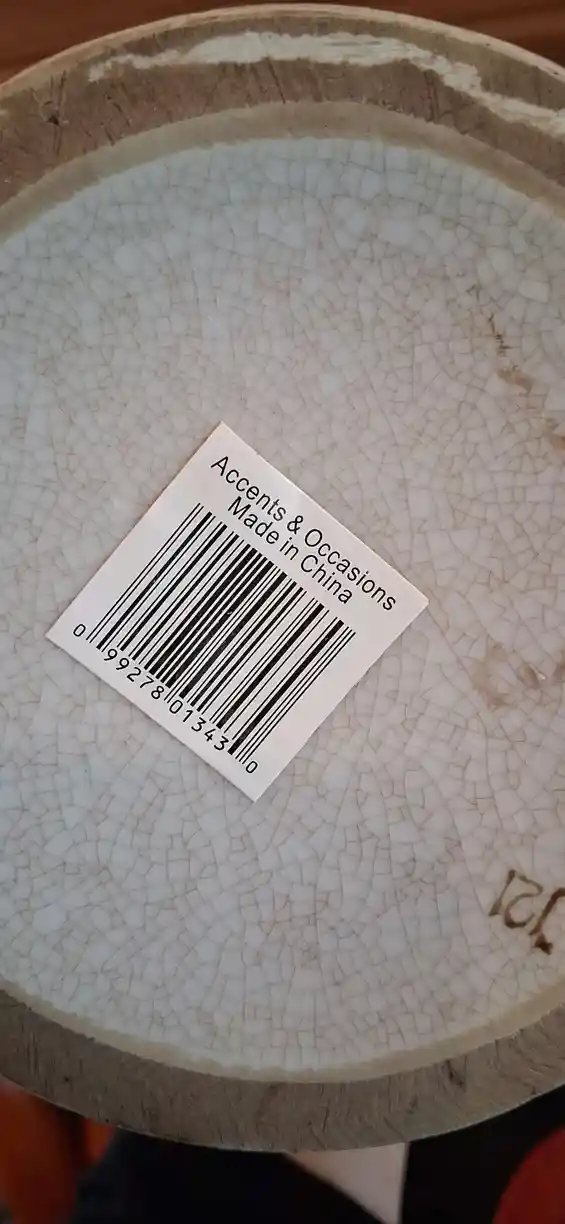 Accents & Occasions
Made in China
0 99278 01343 0